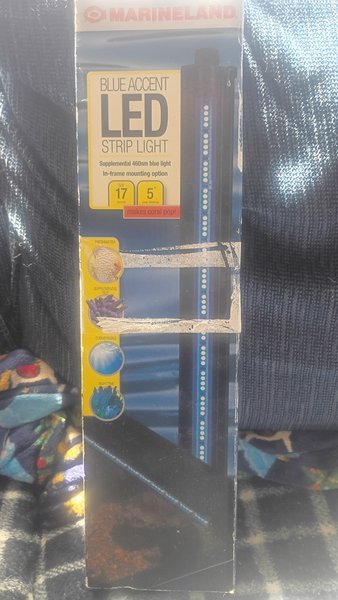 MARINELAND
BLUE ACCENT
LED
STRIP LIGHT
Supplemental 460nm blue light
In-frame mounting option
17
5
makes coral pop!
FRESHWATER